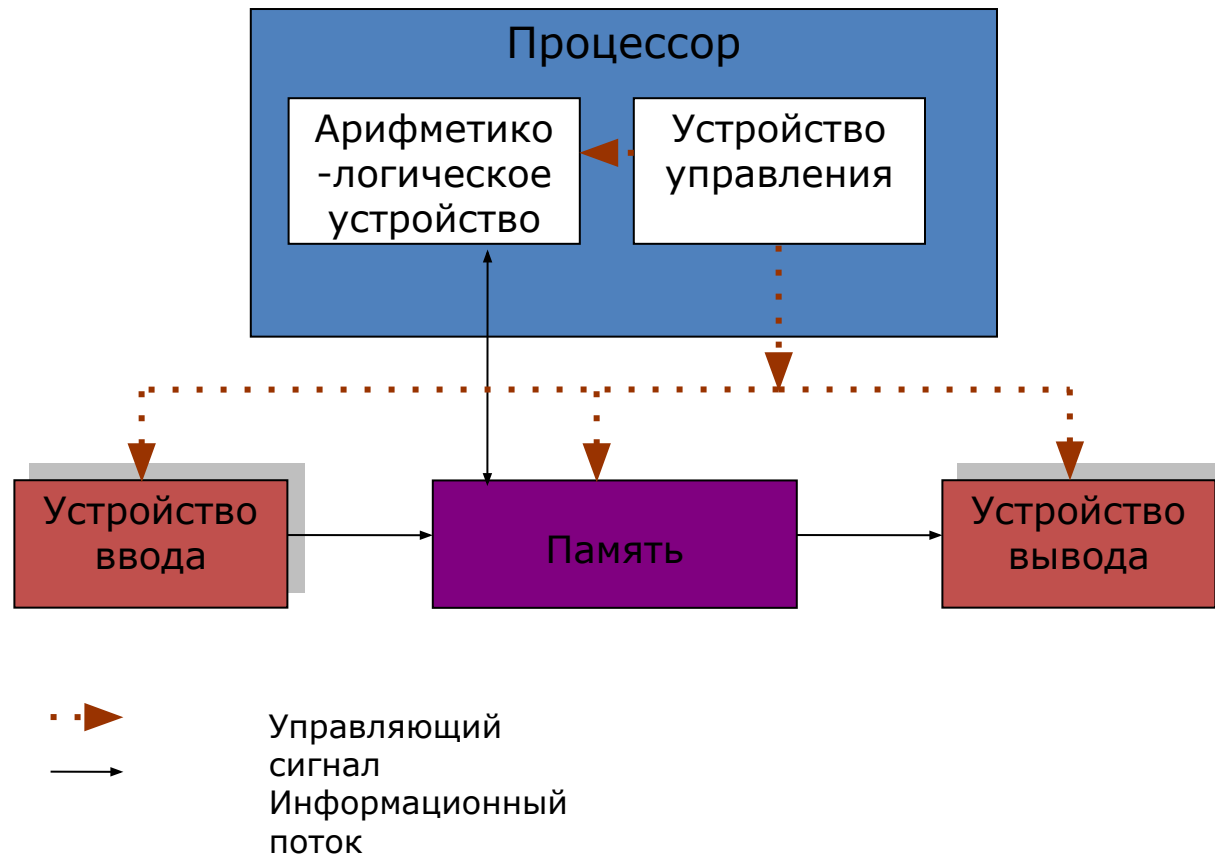 Процессор
Арифметико
-логическое
устройство
Устройство
управления
Устройство
ввода
Память
Устройство
вывода
Управляющий
сигнал
Информационный
поток